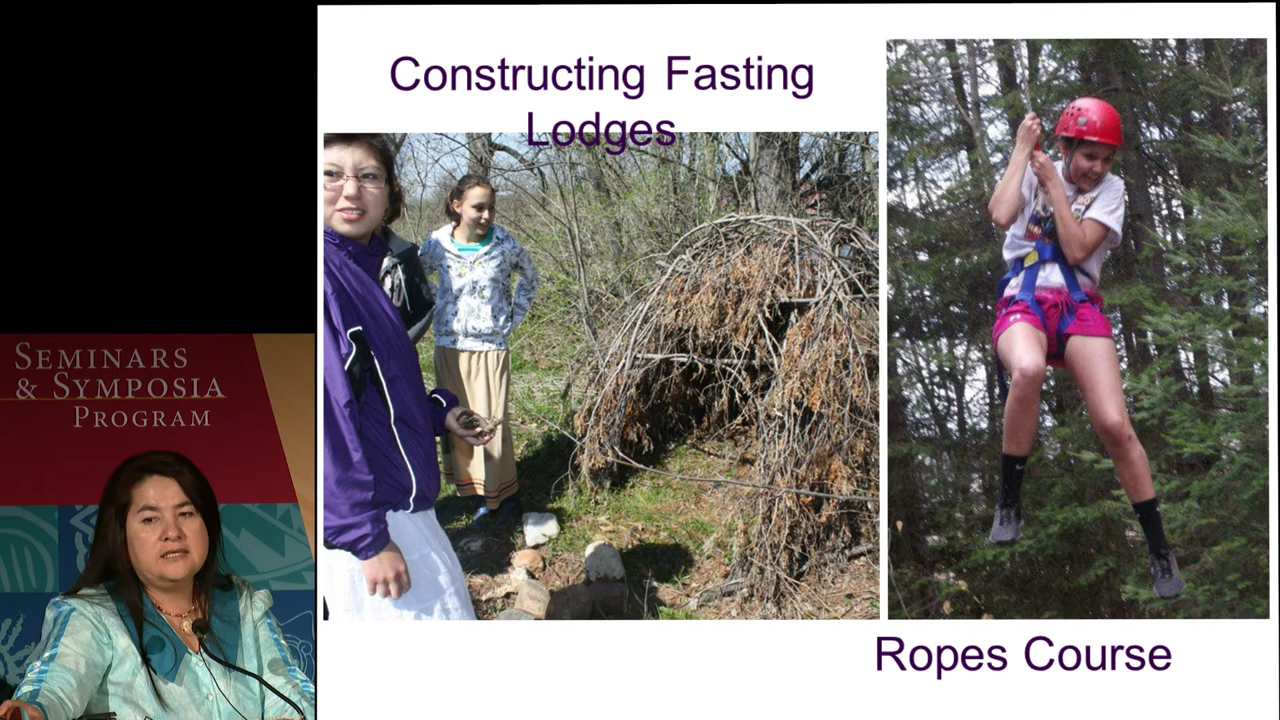 Constructing Fasting
Lodges
SEMINARS
& SYMPOSIA
PROGRAM
Ropes Course